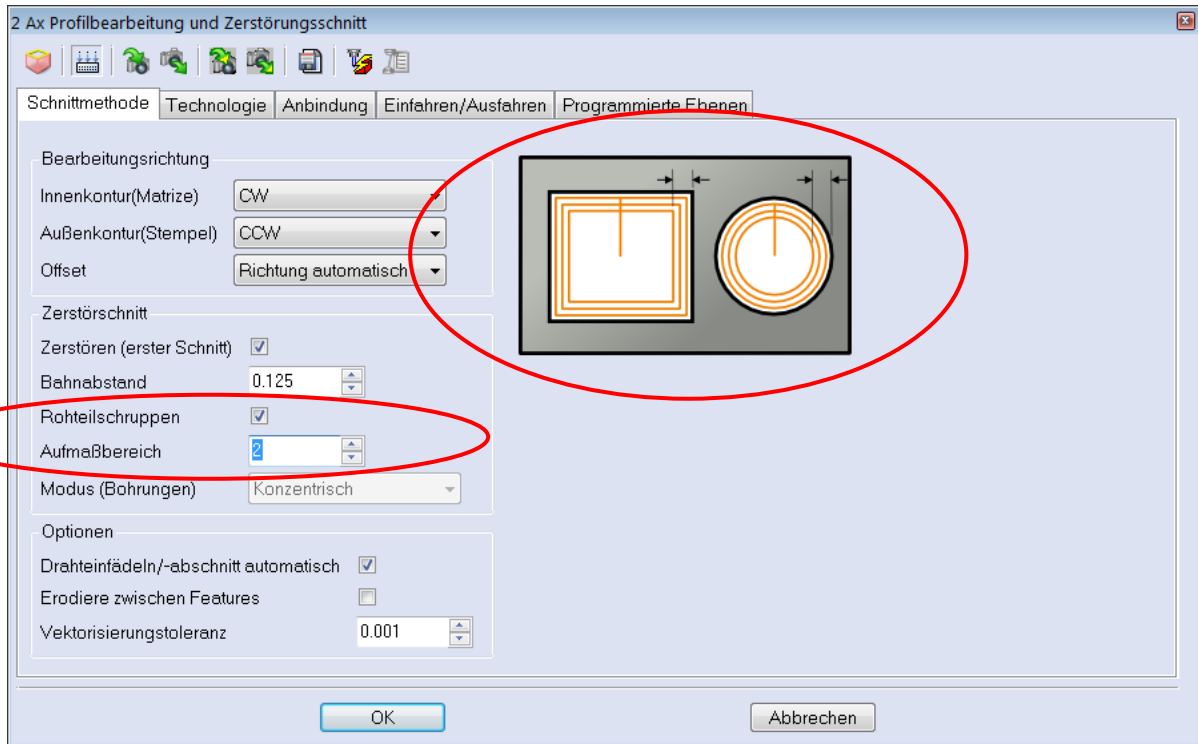 2 Ax Profilbearbeitung und Zerstörungsschnitt
Schnittmethode Technologie Anbindung Einfahren/Ausfahren Programmierte Ebenen
Bearbeitungsrichtung
Innenkontur(Matrize) CW
Außenkontur(Stempel) CCW
Offset Richtung automatisch
Zerstörschnitt
Zerstören (erster Schnitt)
Bahnabstand 0.125
Rohteilschruppen
Aufmaßbereich 2
Modus (Bohrungen) Konzentrisch
Optionen
Drahteinfädeln/-abschnitt automatisch
Erodiere zwischen Features
Vektorisierungstoleranz 0.001
OK Abbrechen